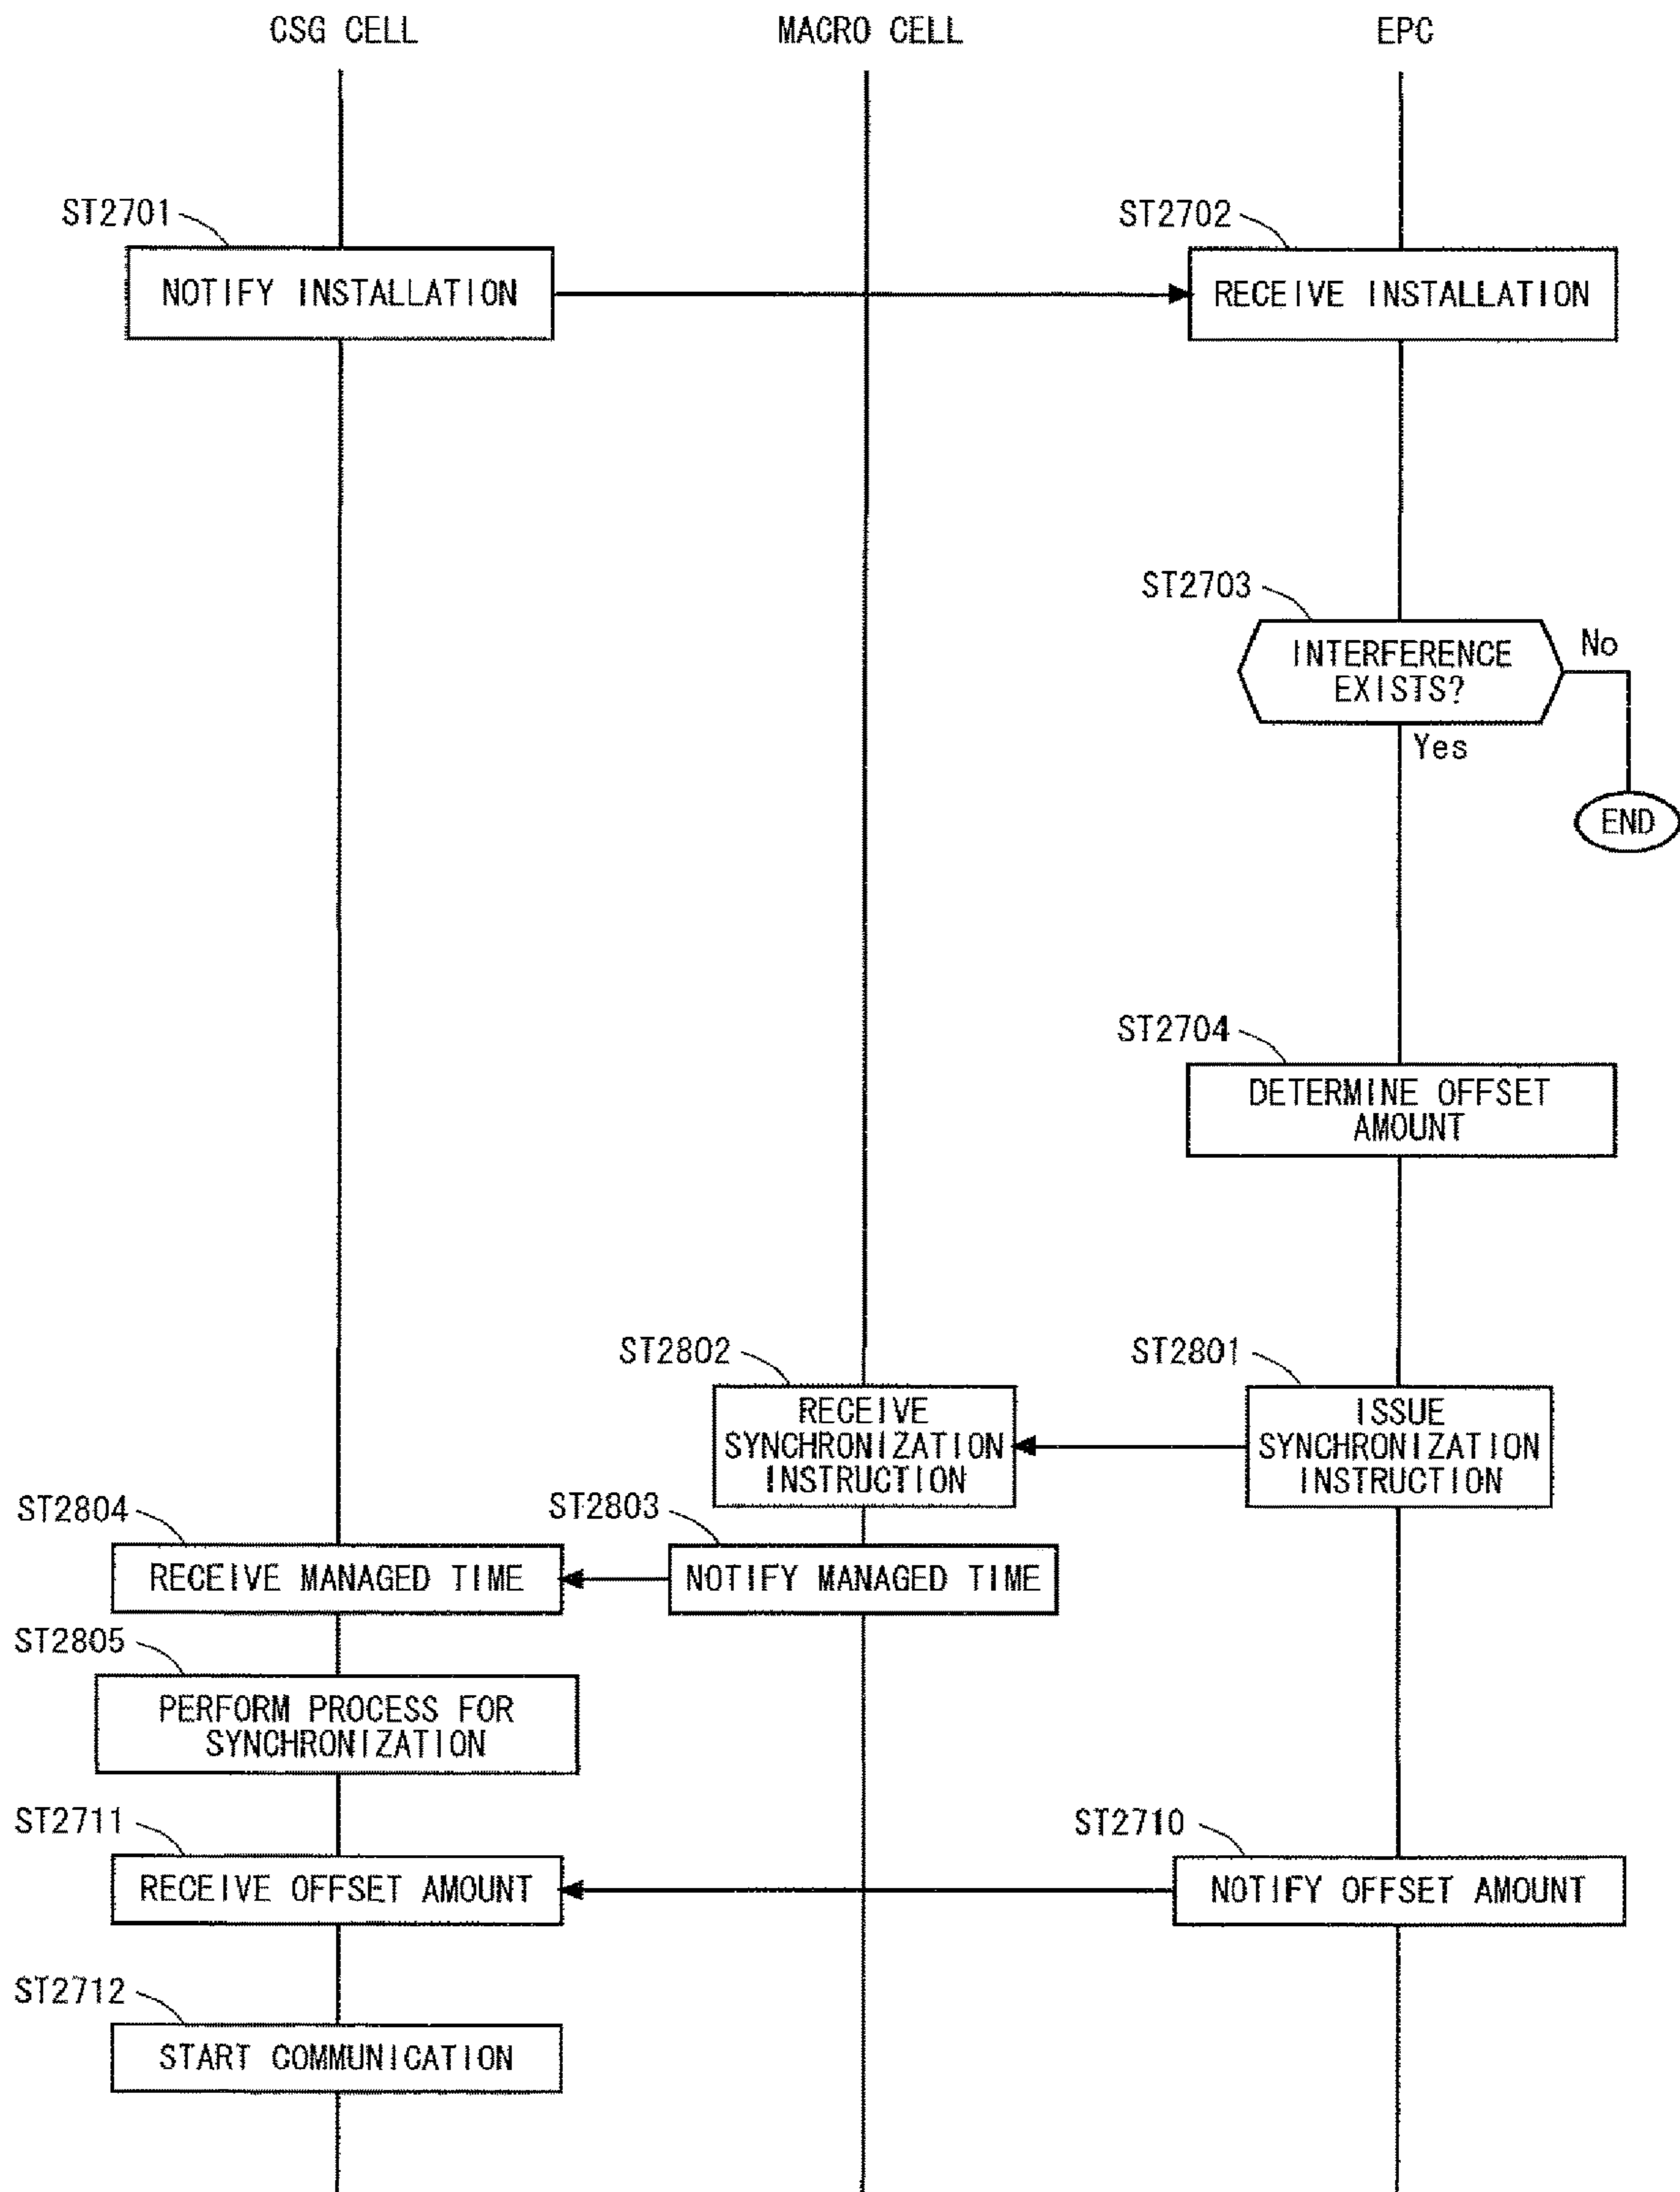 CSG CELL
MACRO CELL
EPC
ST2701
ST2702
NOTIFY INSTALLATION
RECEIVE INSTALLATION
ST2703
INTERFERENCE
EXISTS?
No
Yes
END
ST2704
DETERMINE OFFSET
AMOUNT
ST2802
ST2801
RECEIVE
SYNCHRONIZATION
INSTRUCTION
ISSUE
SYNCHRONIZATION
INSTRUCTION
ST2804
ST2803
RECEIVE MANAGED TIME
NOTIFY MANAGED TIME
ST2805
PERFORM PROCESS FOR
SYNCHRONIZATION
ST2711
ST2710
RECEIVE OFFSET AMOUNT
NOTIFY OFFSET AMOUNT
ST2712
START COMMUNICATION